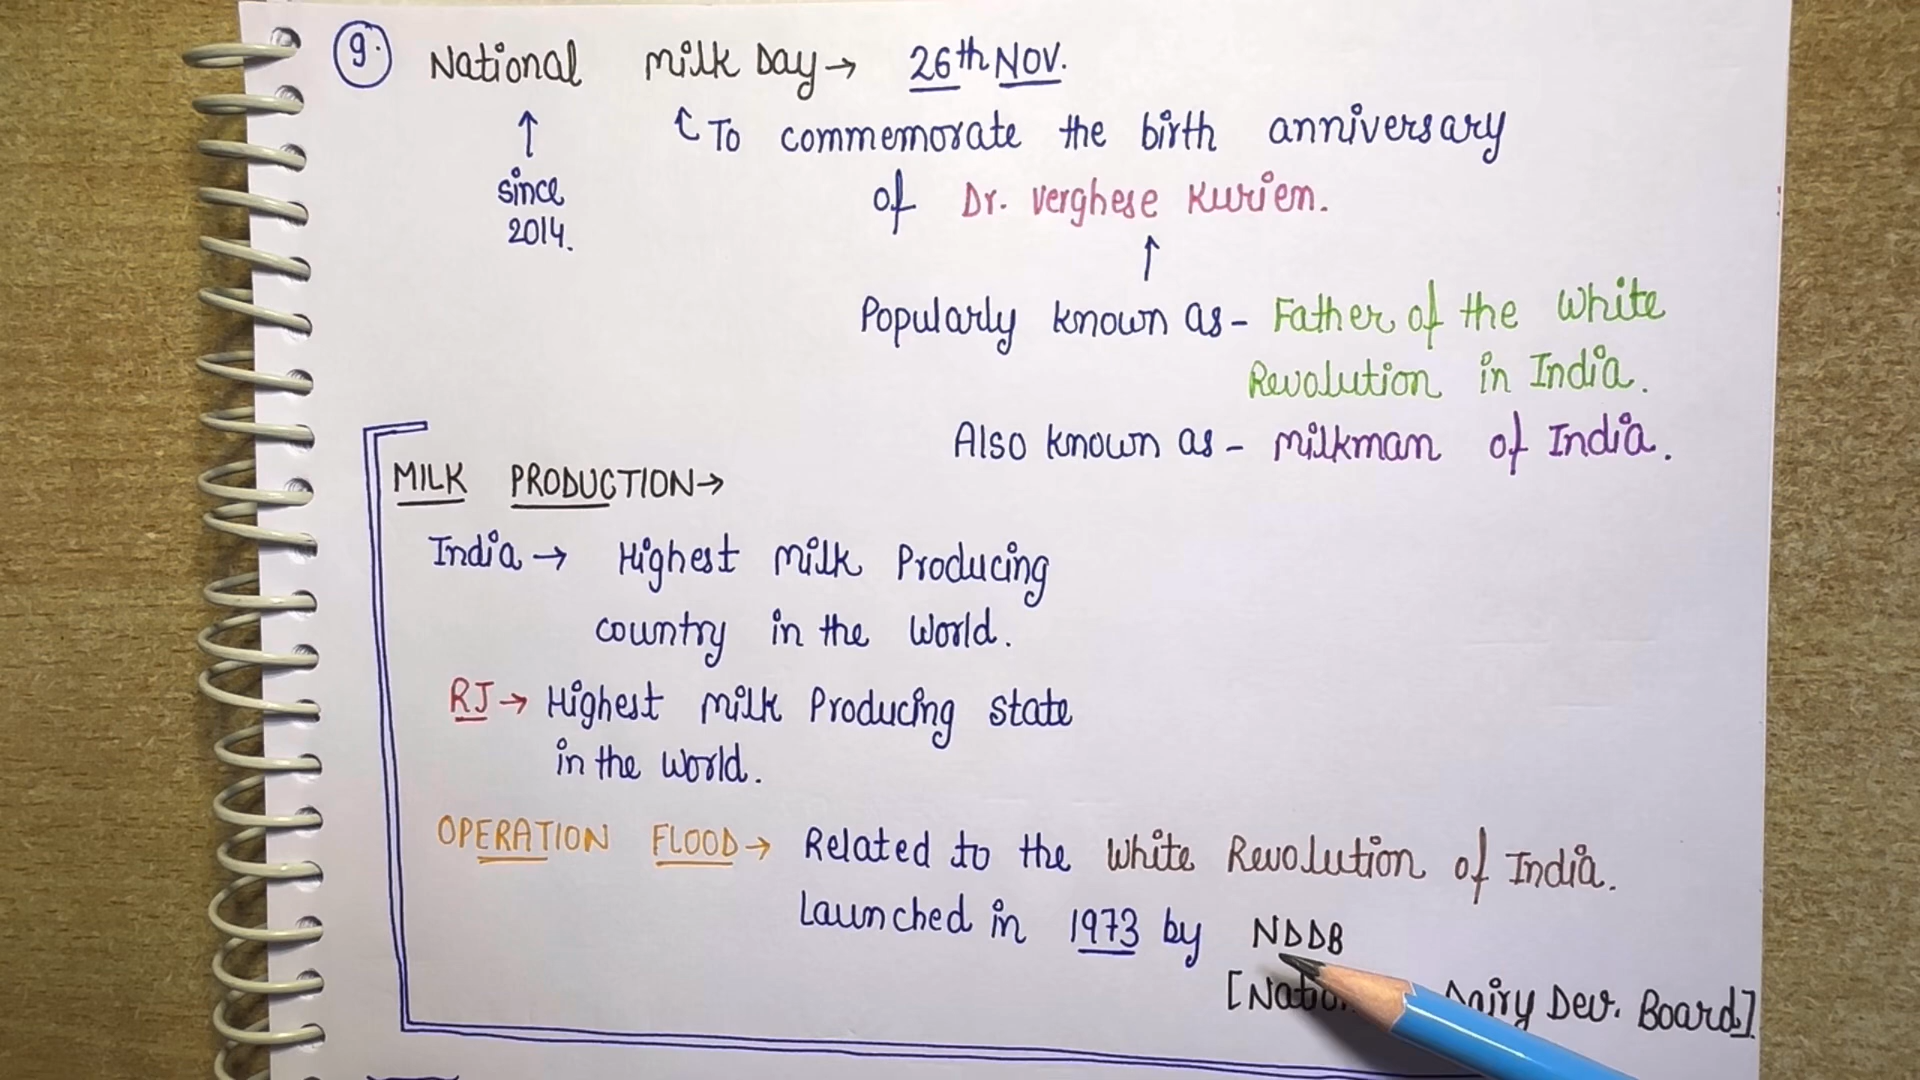 9. National milk Day → 26th Nov.
↑ since 2014.
To commemorate the birth anniversary
of Dr. Verghese Kurien.
↑
Popularly known as - Father of the White
Revolution in India.
Also known as - milkman of India.
MILK PRODUCTION →
India → Highest milk Producing
country in the World.
RJ → Highest milk Producing state
in the World.
OPERATION FLOOD → Related to the White Revolution of India.
Launched in 1973 by NDDB
[ Dairy Dev. Board]